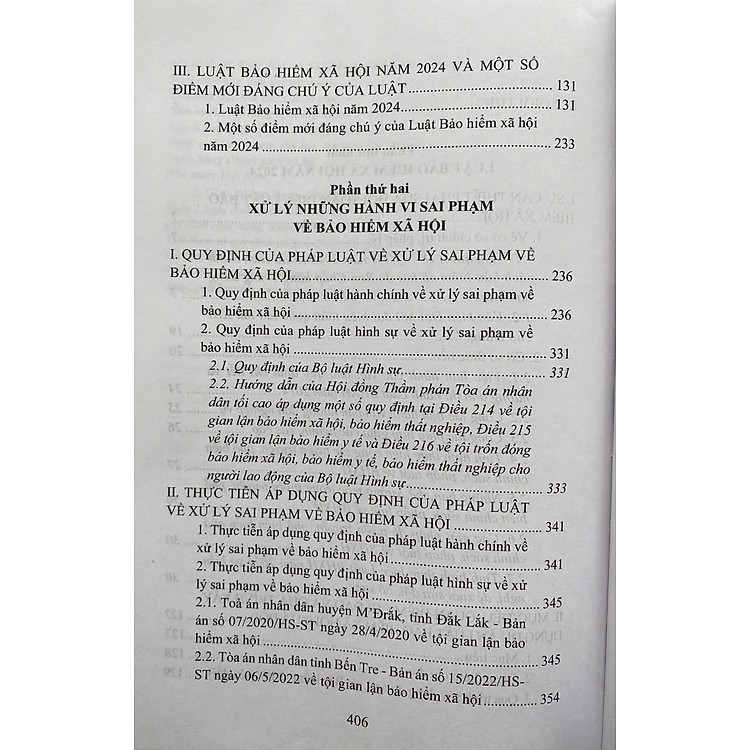 III. LUẬT BẢO HIỂM XÃ HỘI NĂM 2024 VÀ MỘT SỐ
ĐIỂM MỚI ĐÁNG CHÚ Ý CỦA LUẬT 131
1. Luật Bảo hiểm xã hội năm 2024 131
2. Một số điểm mới đáng chú ý của Luật Bảo hiểm xã hội
năm 2024 233
Phần thứ hai
XỬ LÝ NHỮNG HÀNH VI SAI PHẠM
VỀ BẢO HIỂM XÃ HỘI
I. QUY ĐỊNH CỦA PHÁP LUẬT VỀ XỬ LÝ SAI PHẠM VỀ
BẢO HIỂM XÃ HỘI 236
1. Quy định của pháp luật hành chính về xử lý sai phạm về
bảo hiểm xã hội 236
2. Quy định của pháp luật hình sự về xử lý sai phạm về
bảo hiểm xã hội 331
2.1. Quy định của Bộ luật Hình sự 331
2.2. Hướng dẫn của Hội đồng Thẩm phán Tòa án nhân
dân tối cao áp dụng một số quy định tại Điều 214 về tội
gian lận bảo hiểm xã hội, bảo hiểm thất nghiệp, Điều 215
về tội gian lận bảo hiểm y tế và Điều 216 về tội trốn đóng
bảo hiểm xã hội, bảo hiểm y tế, bảo hiểm thất nghiệp cho
người lao động của Bộ luật Hình sự 333
II. THỰC TIỄN ÁP DỤNG QUY ĐỊNH CỦA PHÁP LUẬT
VỀ XỬ LÝ SAI PHẠM VỀ BẢO HIỂM XÃ HỘI 341
1. Thực tiễn áp dụng quy định của pháp luật hành chính về
xử lý sai phạm về bảo hiểm xã hội 341
2. Thực tiễn áp dụng quy định của pháp luật hình sự về xử
lý sai phạm về bảo hiểm xã hội 345
2.1. Toà án nhân dân huyện M'Đrắk, tỉnh Đắk Lắk - Bản
án số 07/2020/HS-ST ngày 28/4/2020 về tội gian lận bảo
hiểm xã hội 345
2.2. Tòa án nhân dân tỉnh Bến Tre - Bản án số 15/2022/HS-
ST ngày 06/5/2022 về tội gian lận bảo hiểm xã hội 354
406